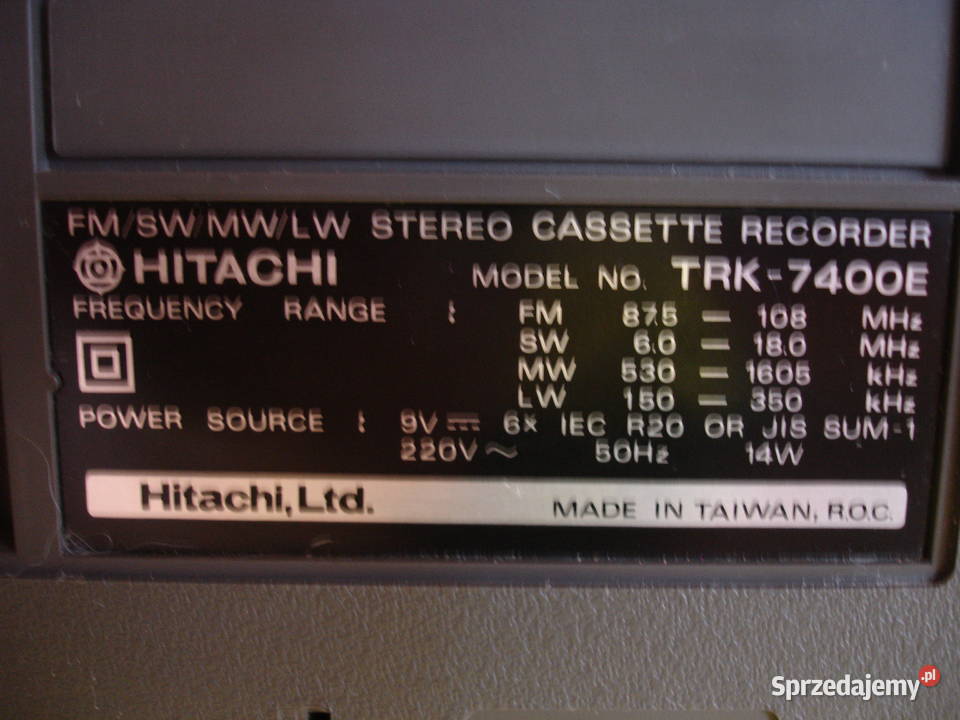 FM/SW/MW/LW STEREO CASSETTE RECORDER
HITACHI MODEL NO. TRK-7400E
FREQUENCY RANGE : FM 87.5 — 108 MHz
SW 6.0 — 18.0 MHz
MW 530 — 1605 kHz
LW 150 — 350 kHz
POWER SOURCE : 9V ⎓ 6x IEC R20 OR JIS SUM-1
220V ~ 50Hz 14W
Hitachi, Ltd. MADE IN TAIWAN, R.O.C.
Sprzedajemy.pl